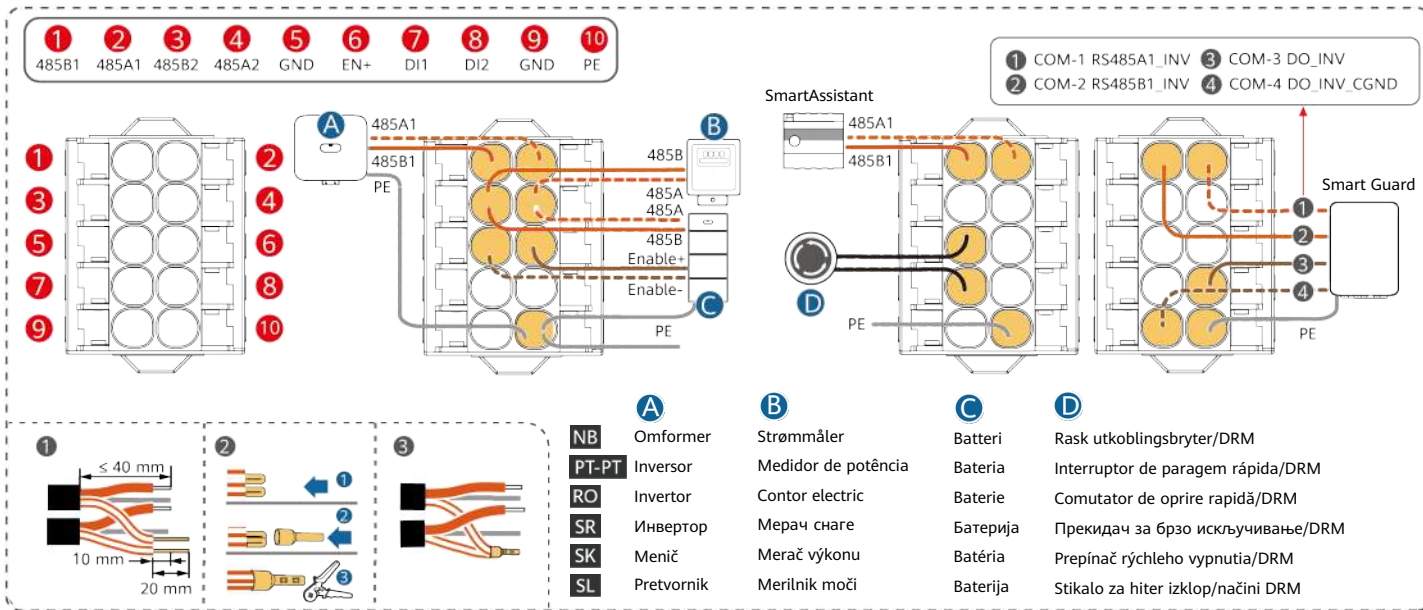 1 2 3 4 5 6 7 8 9 10
485B1 485A1 485B2 485A2 GND EN+ DI1 DI2 GND PE
1 COM-1 RS485A1_INV 3 COM-3 DO_INV
2 COM-2 RS485B1_INV 4 COM-4 DO_INV_CGND
1 2
3 4
5 6
7 8
9 10
A
485A1
485B1
PE
B
485B
485A
485A
485B
Enable+
Enable-
C
PE
SmartAssistant
485A1
485B1
D
PE
Smart Guard
1
2
3
4
PE
1
≤ 40 mm
10 mm
20 mm
2
1
2
3
3
A B C D
NB Omformer Strømmåler Batteri Rask utkoblingsbryter/DRM
PT-PT Inversor Medidor de potência Bateria Interruptor de paragem rápida/DRM
RO Invertor Contor electric Baterie Comutator de oprire rapidă/DRM
SR Инвертор Мерач снаге Батерија Прекидач за брзо искључивање/DRM
SK Menič Merač výkonu Batéria Prepínač rýchleho vypnutia/DRM
SL Pretvornik Merilnik moči Baterija Stikalo za hiter izklop/načini DRM